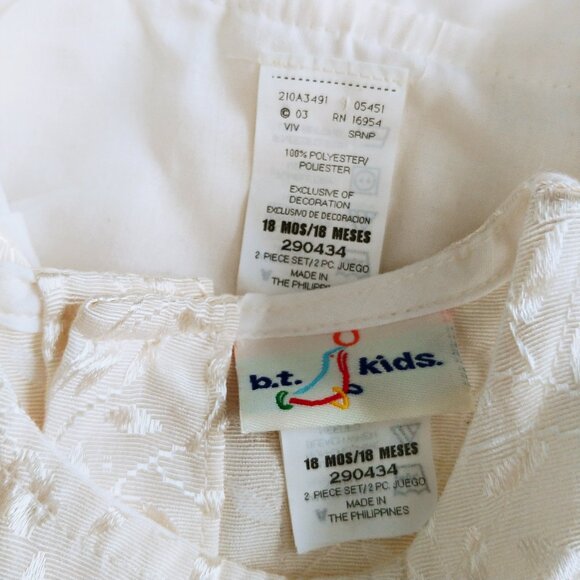 210A3491 05451
© 03 RN 16954
VIV SRNP
100% POLYESTER/
POLIESTER
EXCLUSIVE OF
DECORATION
EXCLUSIVO DE DECORACION
18 MOS/18 MESES
290434
2 PIECE SET/2 PC. JUEGO
MADE IN
THE PHILIPPINES
b.t. kids.
18 MOS/18 MESES
290434
2 PIECE SET/2 PC. JUEGO
MADE IN
THE PHILIPPINES